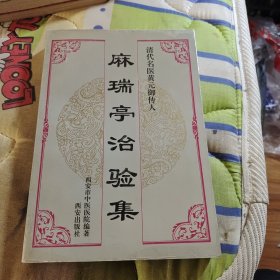 清代名医黄元御传人
麻瑞亭治验集
西安市中医医院编著
西安出版社